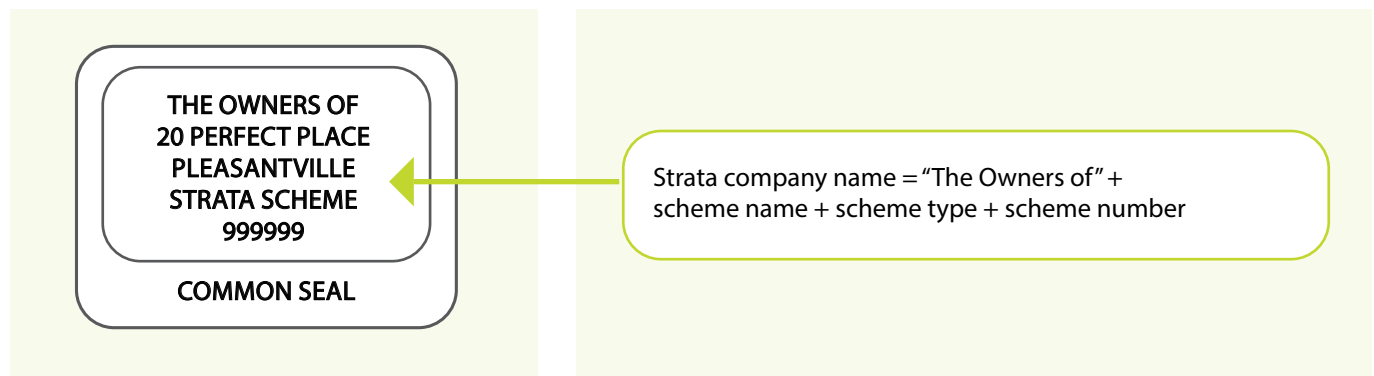 THE OWNERS OF
20 PERFECT PLACE
PLEASANTVILLE
STRATA SCHEME
999999
COMMON SEAL
Strata company name = “The Owners of” +
scheme name + scheme type + scheme number